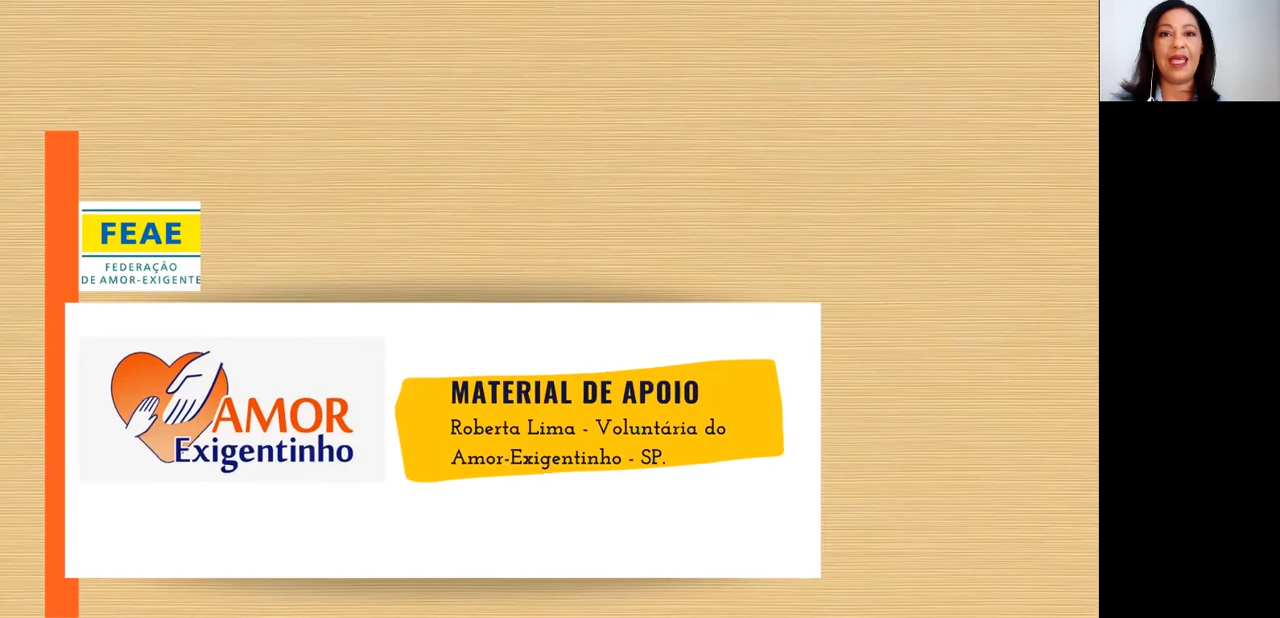 FEAE
FEDERAÇÃO
DE AMOR-EXIGENTE
AMOR
Exigentinho
MATERIAL DE APOIO
Roberta Lima - Voluntária do
Amor-Exigentinho - SP.